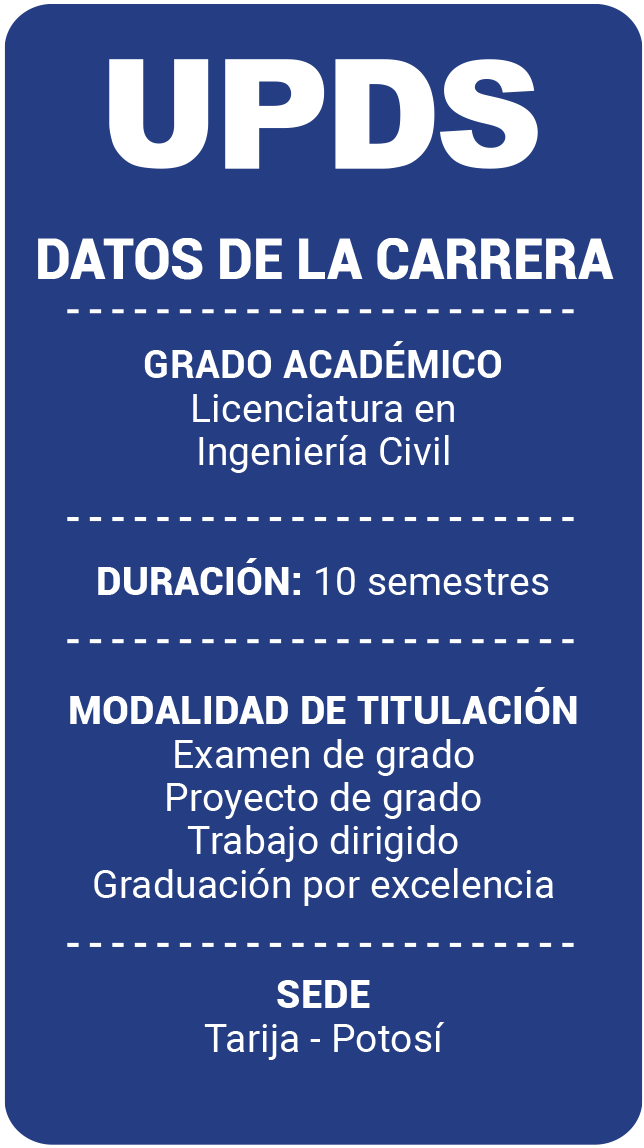 UPDS
DATOS DE LA CARRERA
GRADO ACADÉMICO
Licenciatura en
Ingeniería Civil
DURACIÓN: 10 semestres
MODALIDAD DE TITULACIÓN
Examen de grado
Proyecto de grado
Trabajo dirigido
Graduación por excelencia
SEDE
Tarija - Potosí